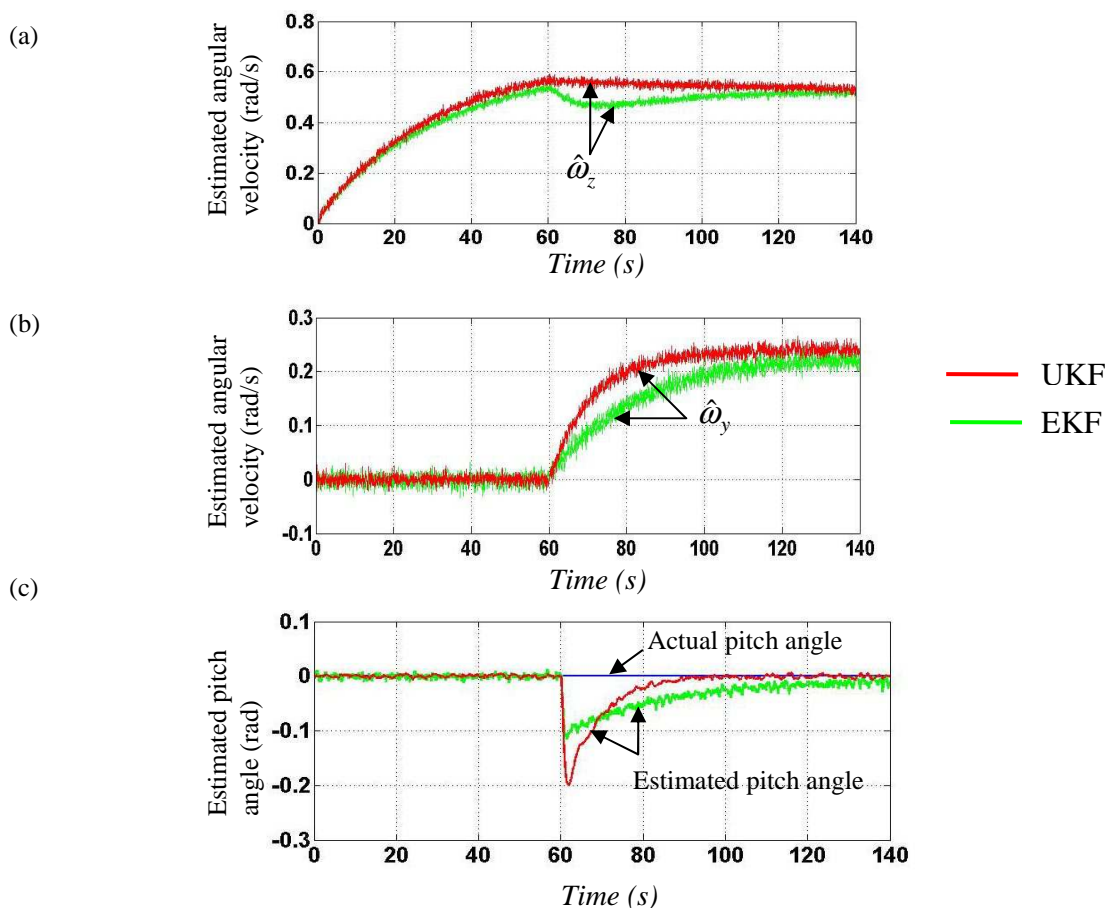 (a)
Estimated angular
velocity (rad/s)
0.8
0.6
0.4
0.2
0
0 20 40 60 80 100 120 140
Time (s)
ω̂z
(b)
Estimated angular
velocity (rad/s)
0.3
0.2
0.1
0
-0.1
0 20 40 60 80 100 120 140
Time (s)
ω̂y
UKF
EKF
(c)
Estimated pitch
angle (rad)
0.1
0
-0.1
-0.2
-0.3
0 20 40 60 80 100 120 140
Time (s)
Actual pitch angle
Estimated pitch angle